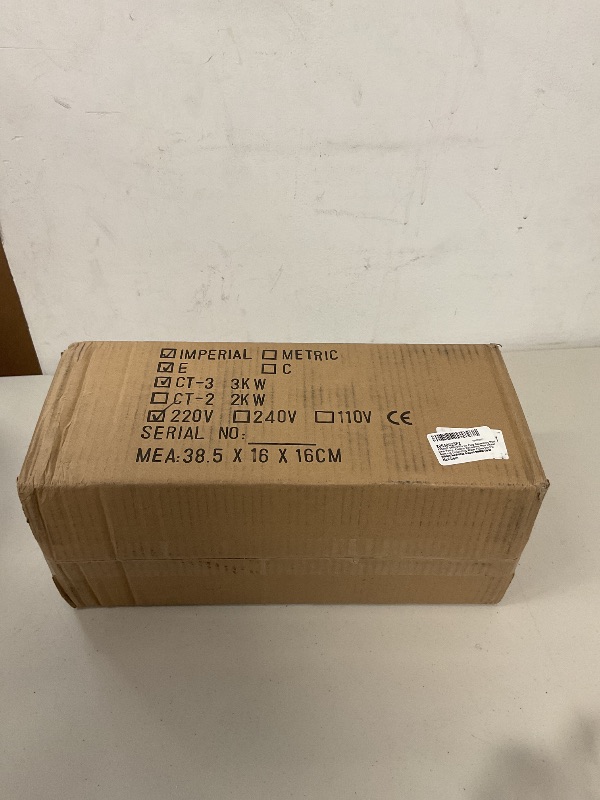 ☑ IMPERIAL ☐ METRIC
☑ E ☐ C
☑ CT-3 3KW
☐ CT-2 2KW
☑ 220V ☐ 240V ☐ 110V CE
SERIAL NO:
MEA: 38.5 X 16 X 16CM